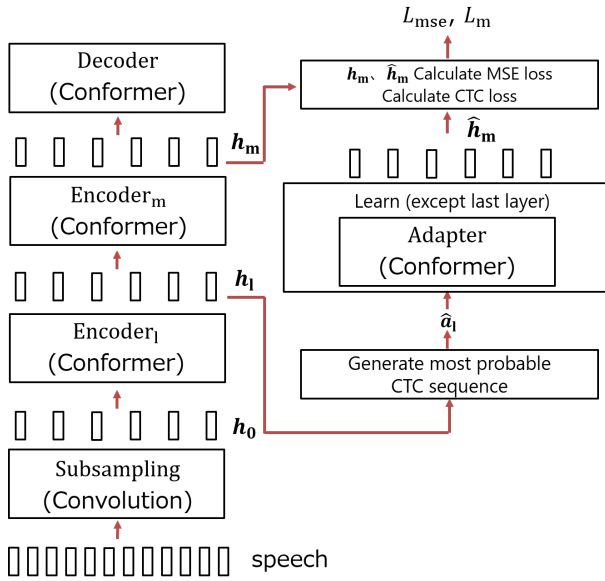 Decoder
(Conformer)
h_m
Encoder_m
(Conformer)
h_l
Encoder_l
(Conformer)
h_0
Subsampling
(Convolution)
speech
L_mse, L_m
h_m、ĥ_m Calculate MSE loss
Calculate CTC loss
ĥ_m
Learn (except last layer)
Adapter
(Conformer)
â_l
Generate most probable
CTC sequence